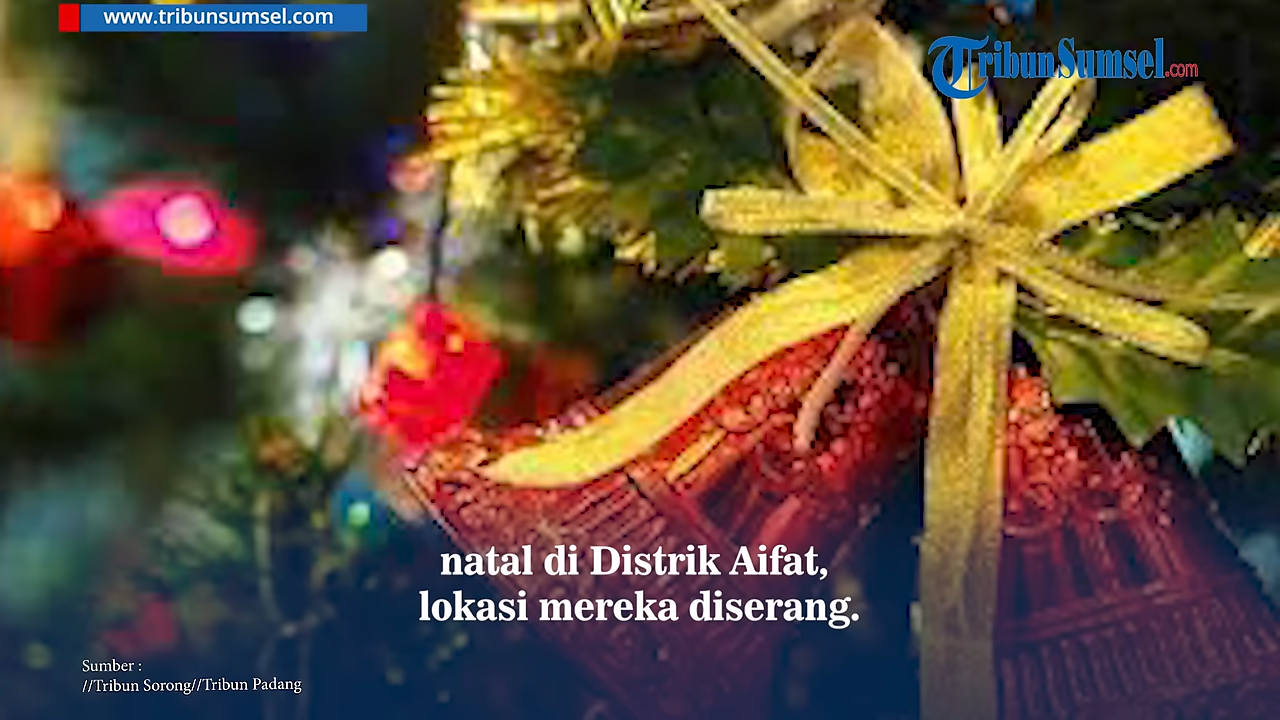 www.tribunsumsel.com
TribunSumsel.com
natal di Distrik Aifat,
lokasi mereka diserang.
Sumber :
//Tribun Sorong//Tribun Padang